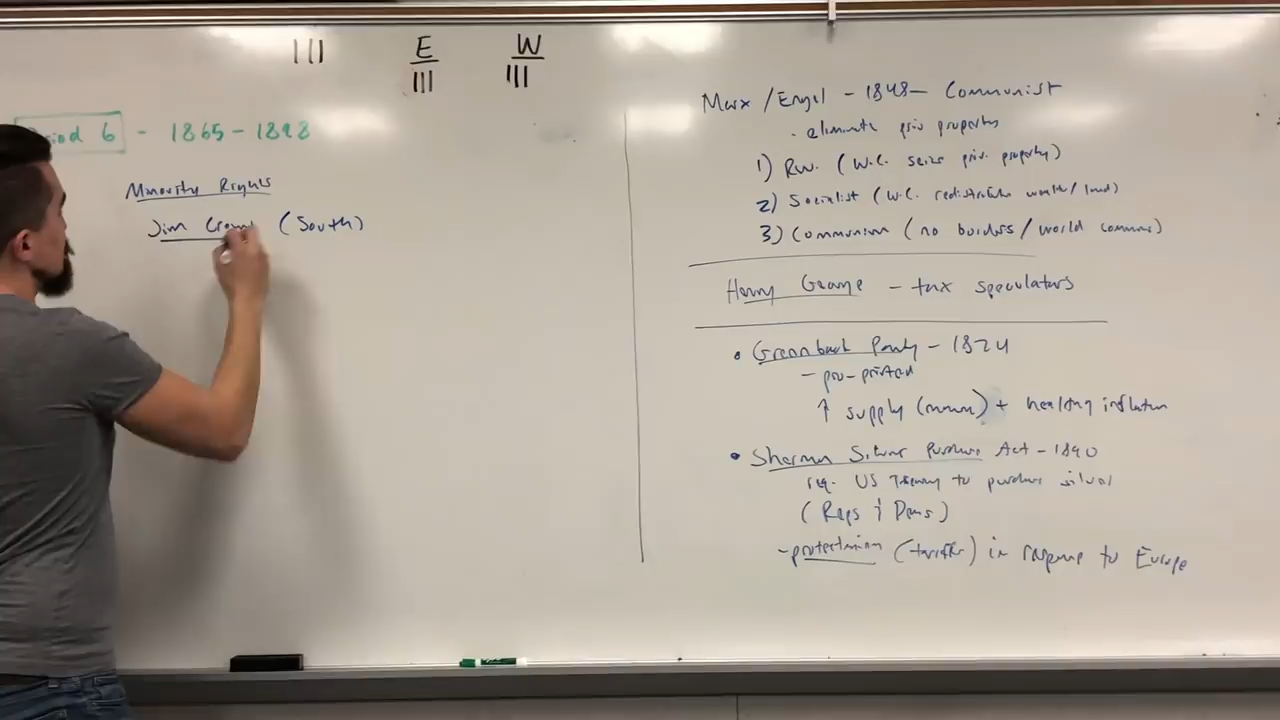 ||| E W
||| |||
Period 6 - 1865-1898
Minority Rights
Jim Crow (South)
Marx /Engel - 1848- Communist
· eliminate priv property
1) Rev. (W.C. seize priv. property)
2) Socialist (W.C. redistribute wealth/land)
3) Communism (no borders/world commun)
Henry George - tax speculators
• Greenback Party - 1874
- pro-printed
↑ supply (mon) + healthy inflation
• Sherman Silver Purchase Act - 1890
req. US Treasury to purchase silver
(Reps + Dems)
-protectionism (tariffs) in response to Europe